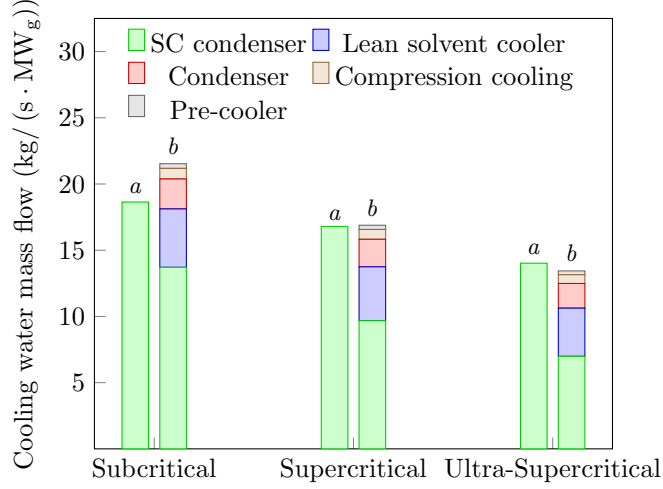 Cooling water mass flow (kg/(s · MWg))
30
25
20
15
10
5
SC condenser
Lean solvent cooler
Condenser
Compression cooling
Pre-cooler
a
b
a
b
a
b
Subcritical
Supercritical
Ultra-Supercritical